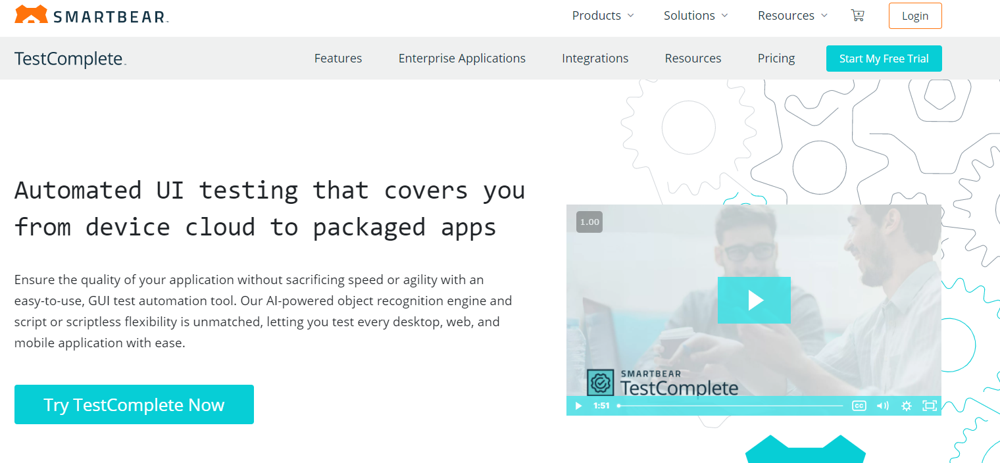 SMARTBEAR™
Products Solutions Resources Login
TestComplete™
Features Enterprise Applications Integrations Resources Pricing Start My Free Trial
Automated UI testing that covers you
from device cloud to packaged apps
Ensure the quality of your application without sacrificing speed or agility with an
easy-to-use, GUI test automation tool. Our AI-powered object recognition engine and
script or scriptless flexibility is unmatched, letting you test every desktop, web, and
mobile application with ease.
Try TestComplete Now
1.00
SMARTBEAR
TestComplete
1:51 CC